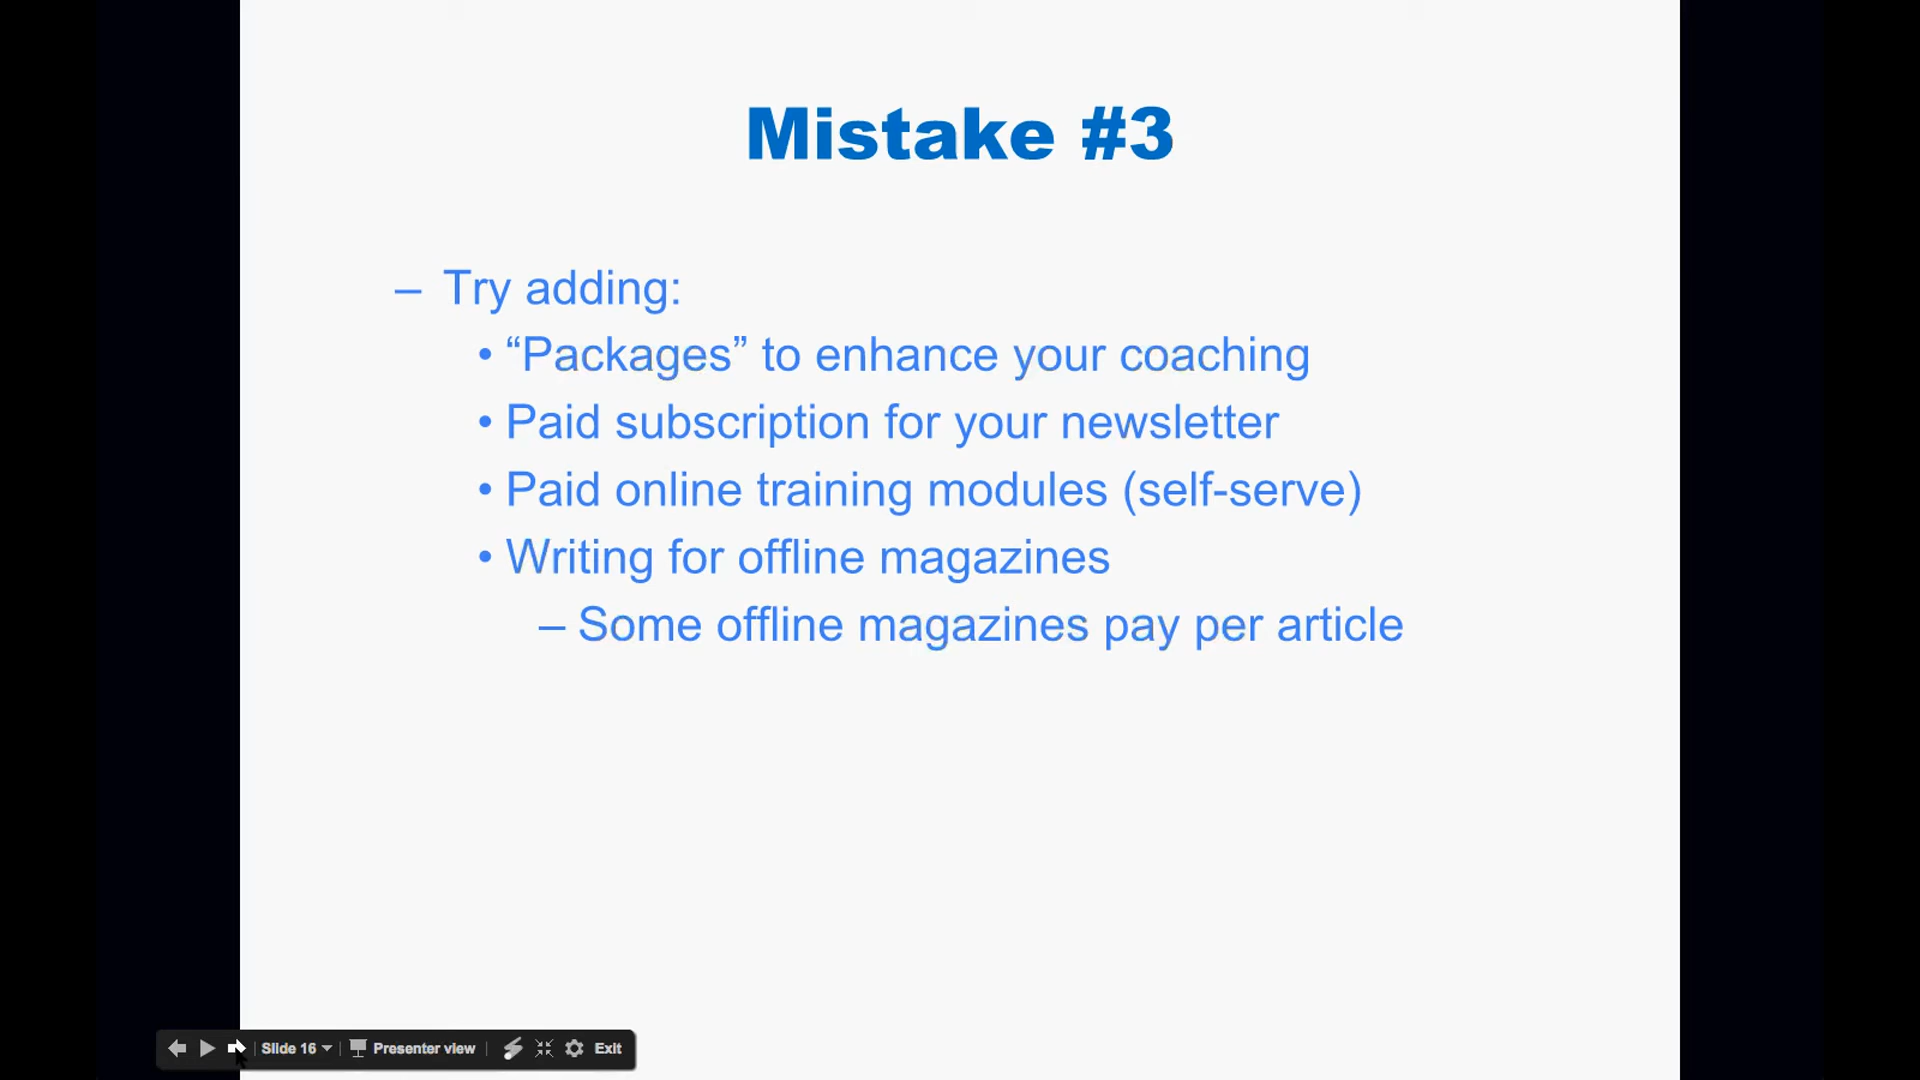 Mistake #3
– Try adding:
• “Packages” to enhance your coaching
• Paid subscription for your newsletter
• Paid online training modules (self-serve)
• Writing for offline magazines
– Some offline magazines pay per article
Slide 16 Presenter view Exit